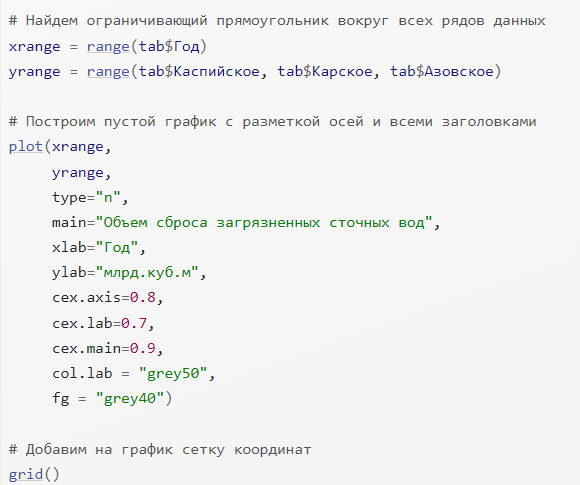 # Найдем ограничивающий прямоугольник вокруг всех рядов данных
xrange = range(tab$Год)
yrange = range(tab$Каспийское, tab$Карское, tab$Азовское)
# Построим пустой график с разметкой осей и всеми заголовками
plot(xrange,
yrange,
type="n",
main="Объем сброса загрязненных сточных вод",
xlab="Год",
ylab="млрд.куб.м",
cex.axis=0.8,
cex.lab=0.7,
cex.main=0.9,
col.lab = "grey50",
fg = "grey40")
# Добавим на график сетку координат
grid()